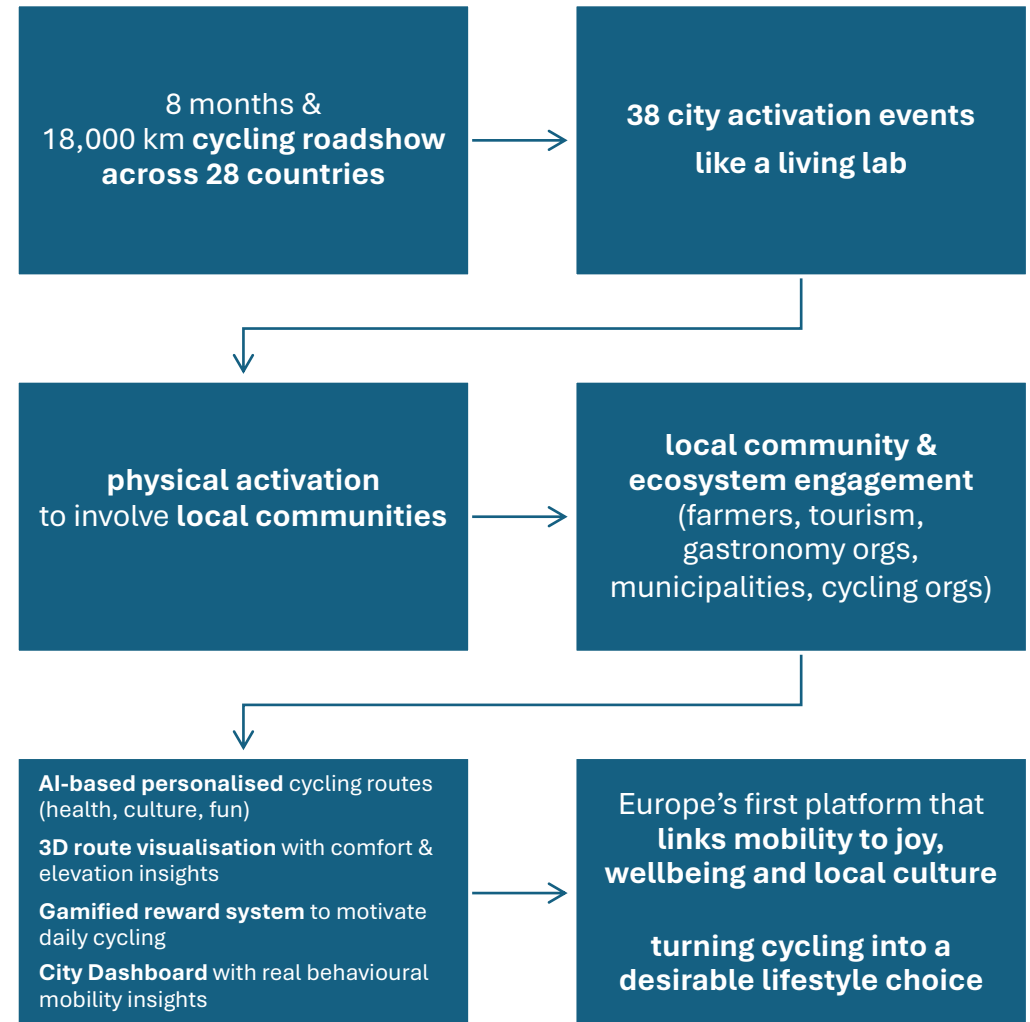 8 months &
18,000 km cycling roadshow
across 28 countries
38 city activation events
like a living lab
physical activation
to involve local communities
local community &
ecosystem engagement
(farmers, tourism,
gastronomy orgs,
municipalities, cycling orgs)
AI-based personalised cycling routes
(health, culture, fun)
3D route visualisation with comfort &
elevation insights
Gamified reward system to motivate
daily cycling
City Dashboard with real behavioural
mobility insights
Europe’s first platform that
links mobility to joy,
wellbeing and local culture
turning cycling into a
desirable lifestyle choice